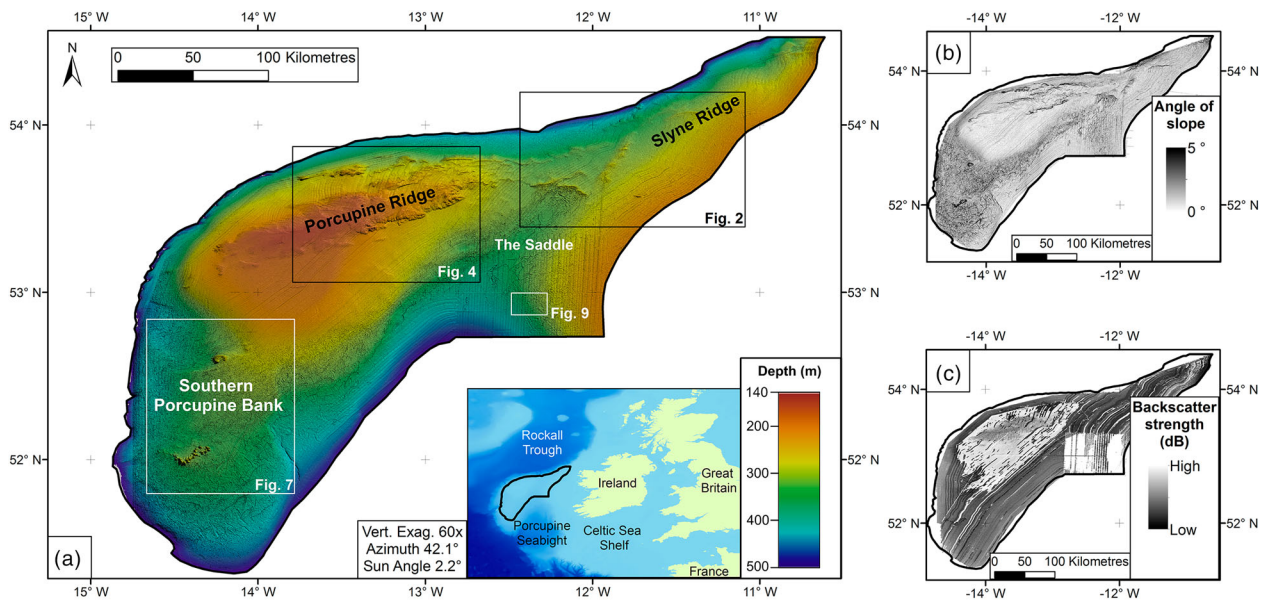 15° W
14° W
13° W
12° W
11° W
N
0
50
100 Kilometres
54° N
53° N
52° N
Slyne Ridge
Porcupine Ridge
The Saddle
Fig. 2
Fig. 4
Fig. 9
Southern
Porcupine Bank
Fig. 7
(a)
Vert. Exag. 60x
Azimuth 42.1°
Sun Angle 2.2°
Rockall
Trough
Ireland
Great
Britain
Porcupine
Seabight
Celtic Sea
Shelf
France
Depth (m)
140
200
300
400
500
54° N
53° N
52° N
15° W
14° W
13° W
12° W
11° W
-14° W
-12° W
(b)
54° N
52° N
Angle of
slope
5 °
0 °
0
50
100 Kilometres
54° N
52° N
-14° W
-12° W
-14° W
-12° W
(c)
54° N
52° N
Backscatter
strength
(dB)
High
Low
0
50
100 Kilometres
54° N
52° N
-14° W
-12° W